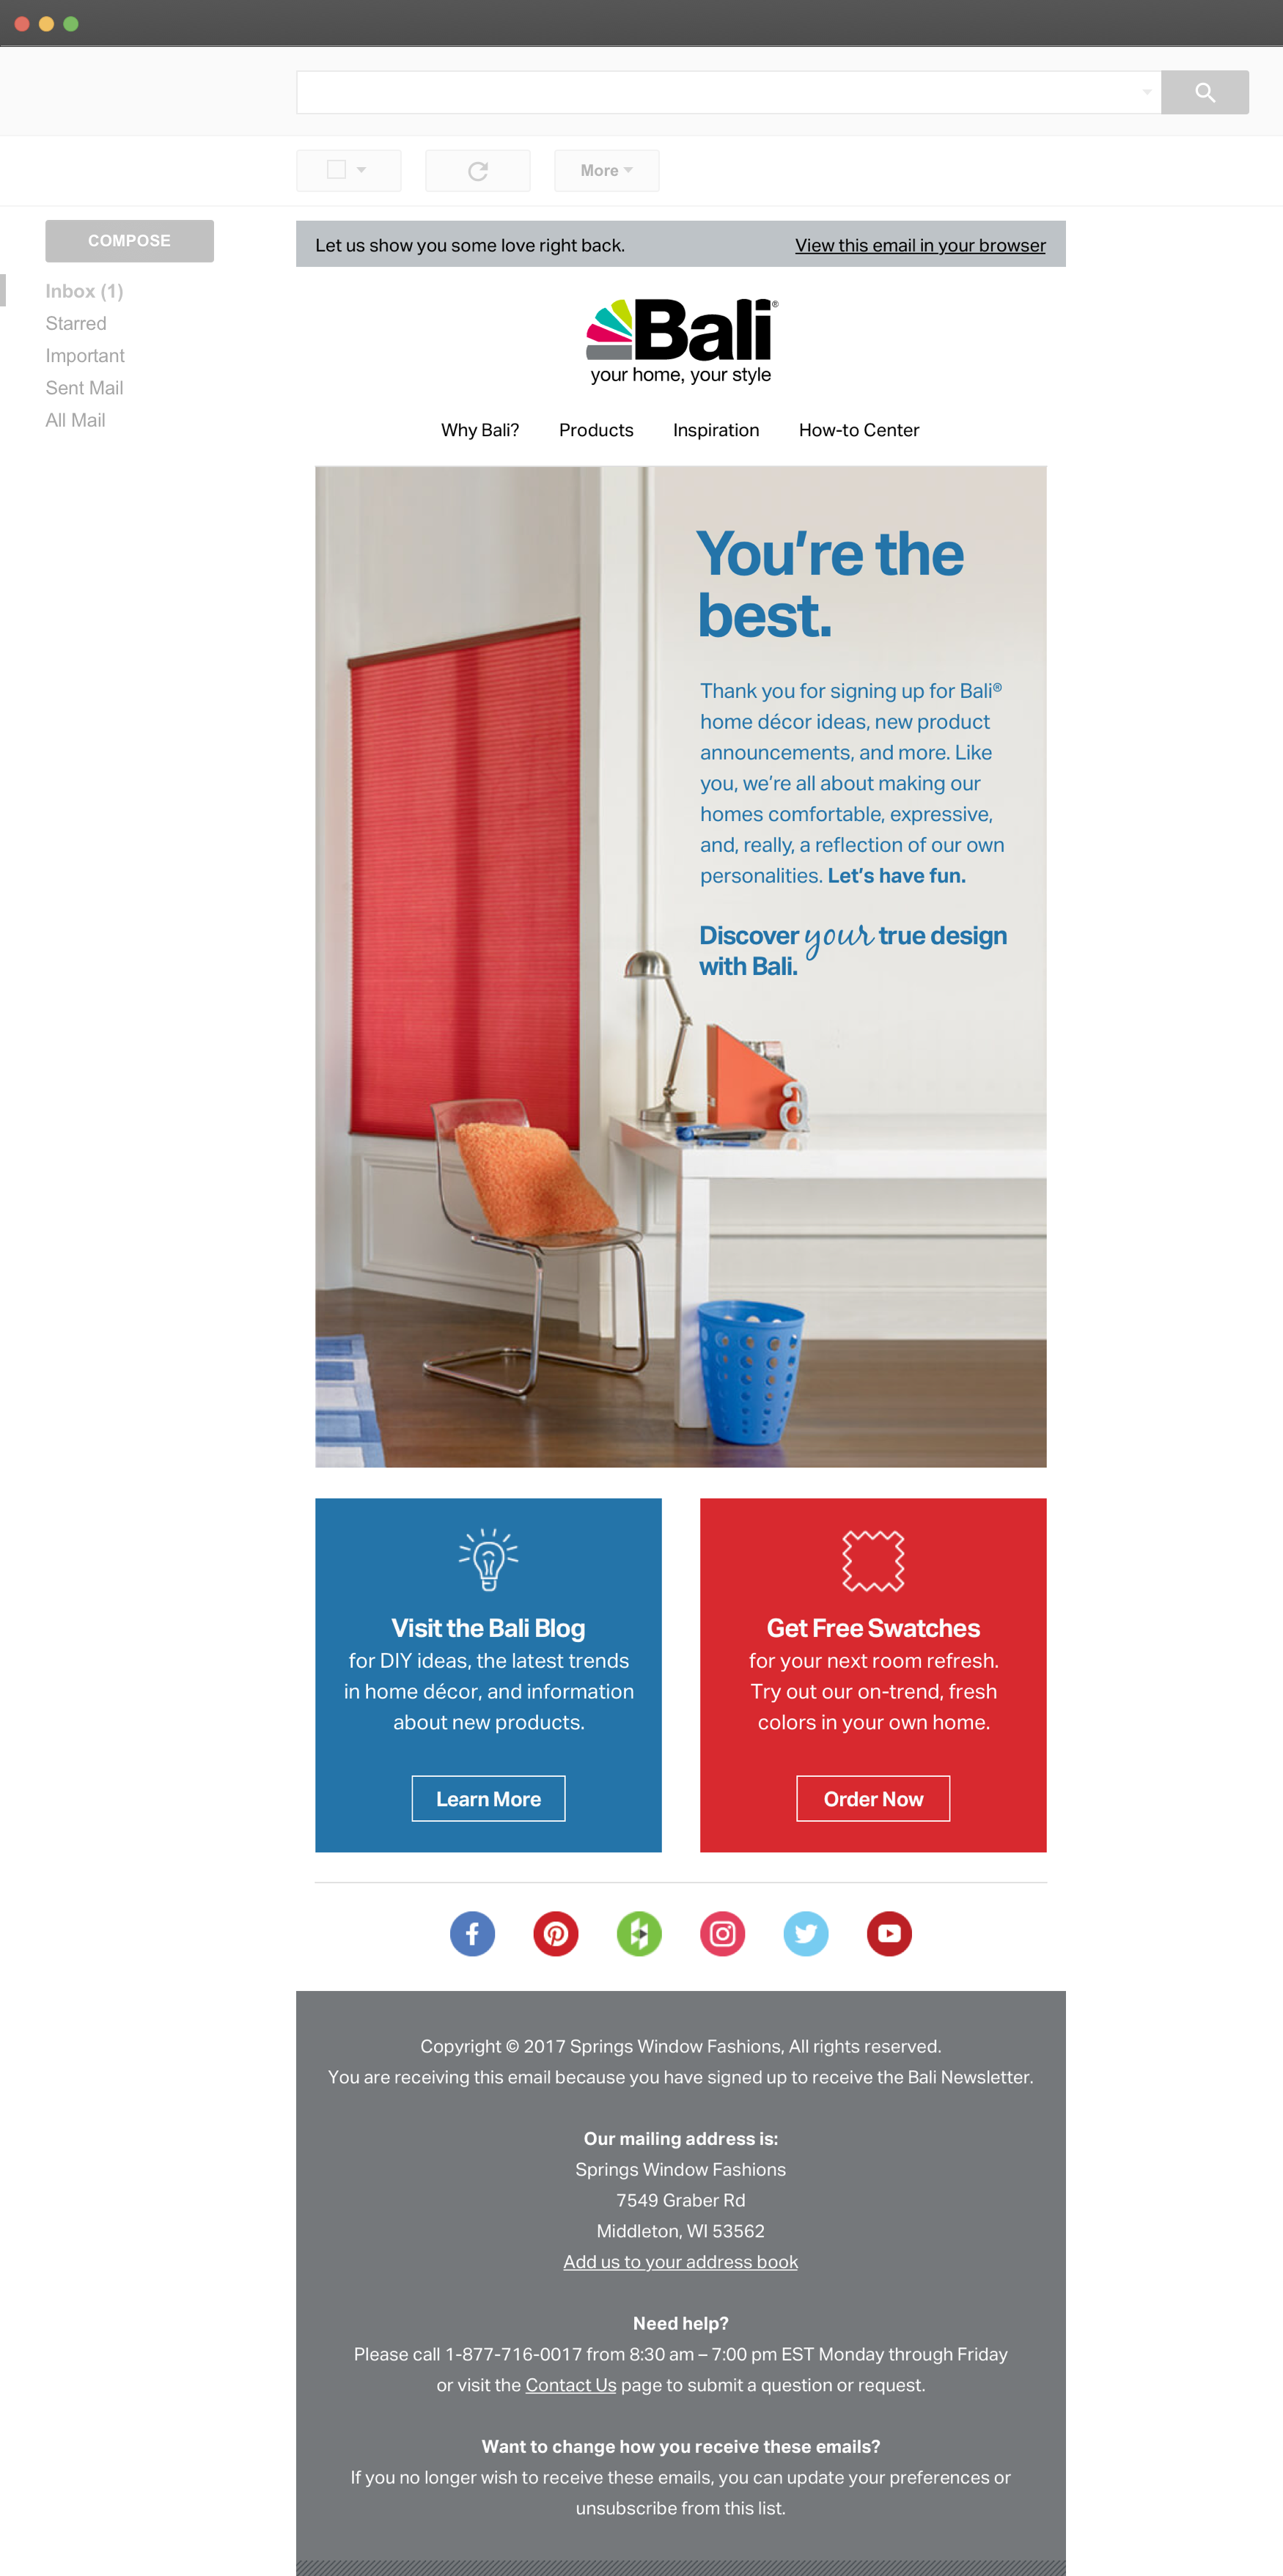 More
COMPOSE
Inbox (1)
Starred
Important
Sent Mail
All Mail
Let us show you some love right back.
View this email in your browser
Bali®
your home, your style
Why Bali?
Products
Inspiration
How-to Center
You’re the
best.
Thank you for signing up for Bali®
home décor ideas, new product
announcements, and more. Like
you, we’re all about making our
homes comfortable, expressive,
and, really, a reflection of our own
personalities. Let’s have fun.
Discover your true design
with Bali.
a
Visit the Bali Blog
for DIY ideas, the latest trends
in home décor, and information
about new products.
Learn More
Get Free Swatches
for your next room refresh.
Try out our on-trend, fresh
colors in your own home.
Order Now
Copyright © 2017 Springs Window Fashions, All rights reserved.
You are receiving this email because you have signed up to receive the Bali Newsletter.
Our mailing address is:
Springs Window Fashions
7549 Graber Rd
Middleton, WI 53562
Add us to your address book
Need help?
Please call 1-877-716-0017 from 8:30 am – 7:00 pm EST Monday through Friday
or visit the Contact Us page to submit a question or request.
Want to change how you receive these emails?
If you no longer wish to receive these emails, you can update your preferences or
unsubscribe from this list.